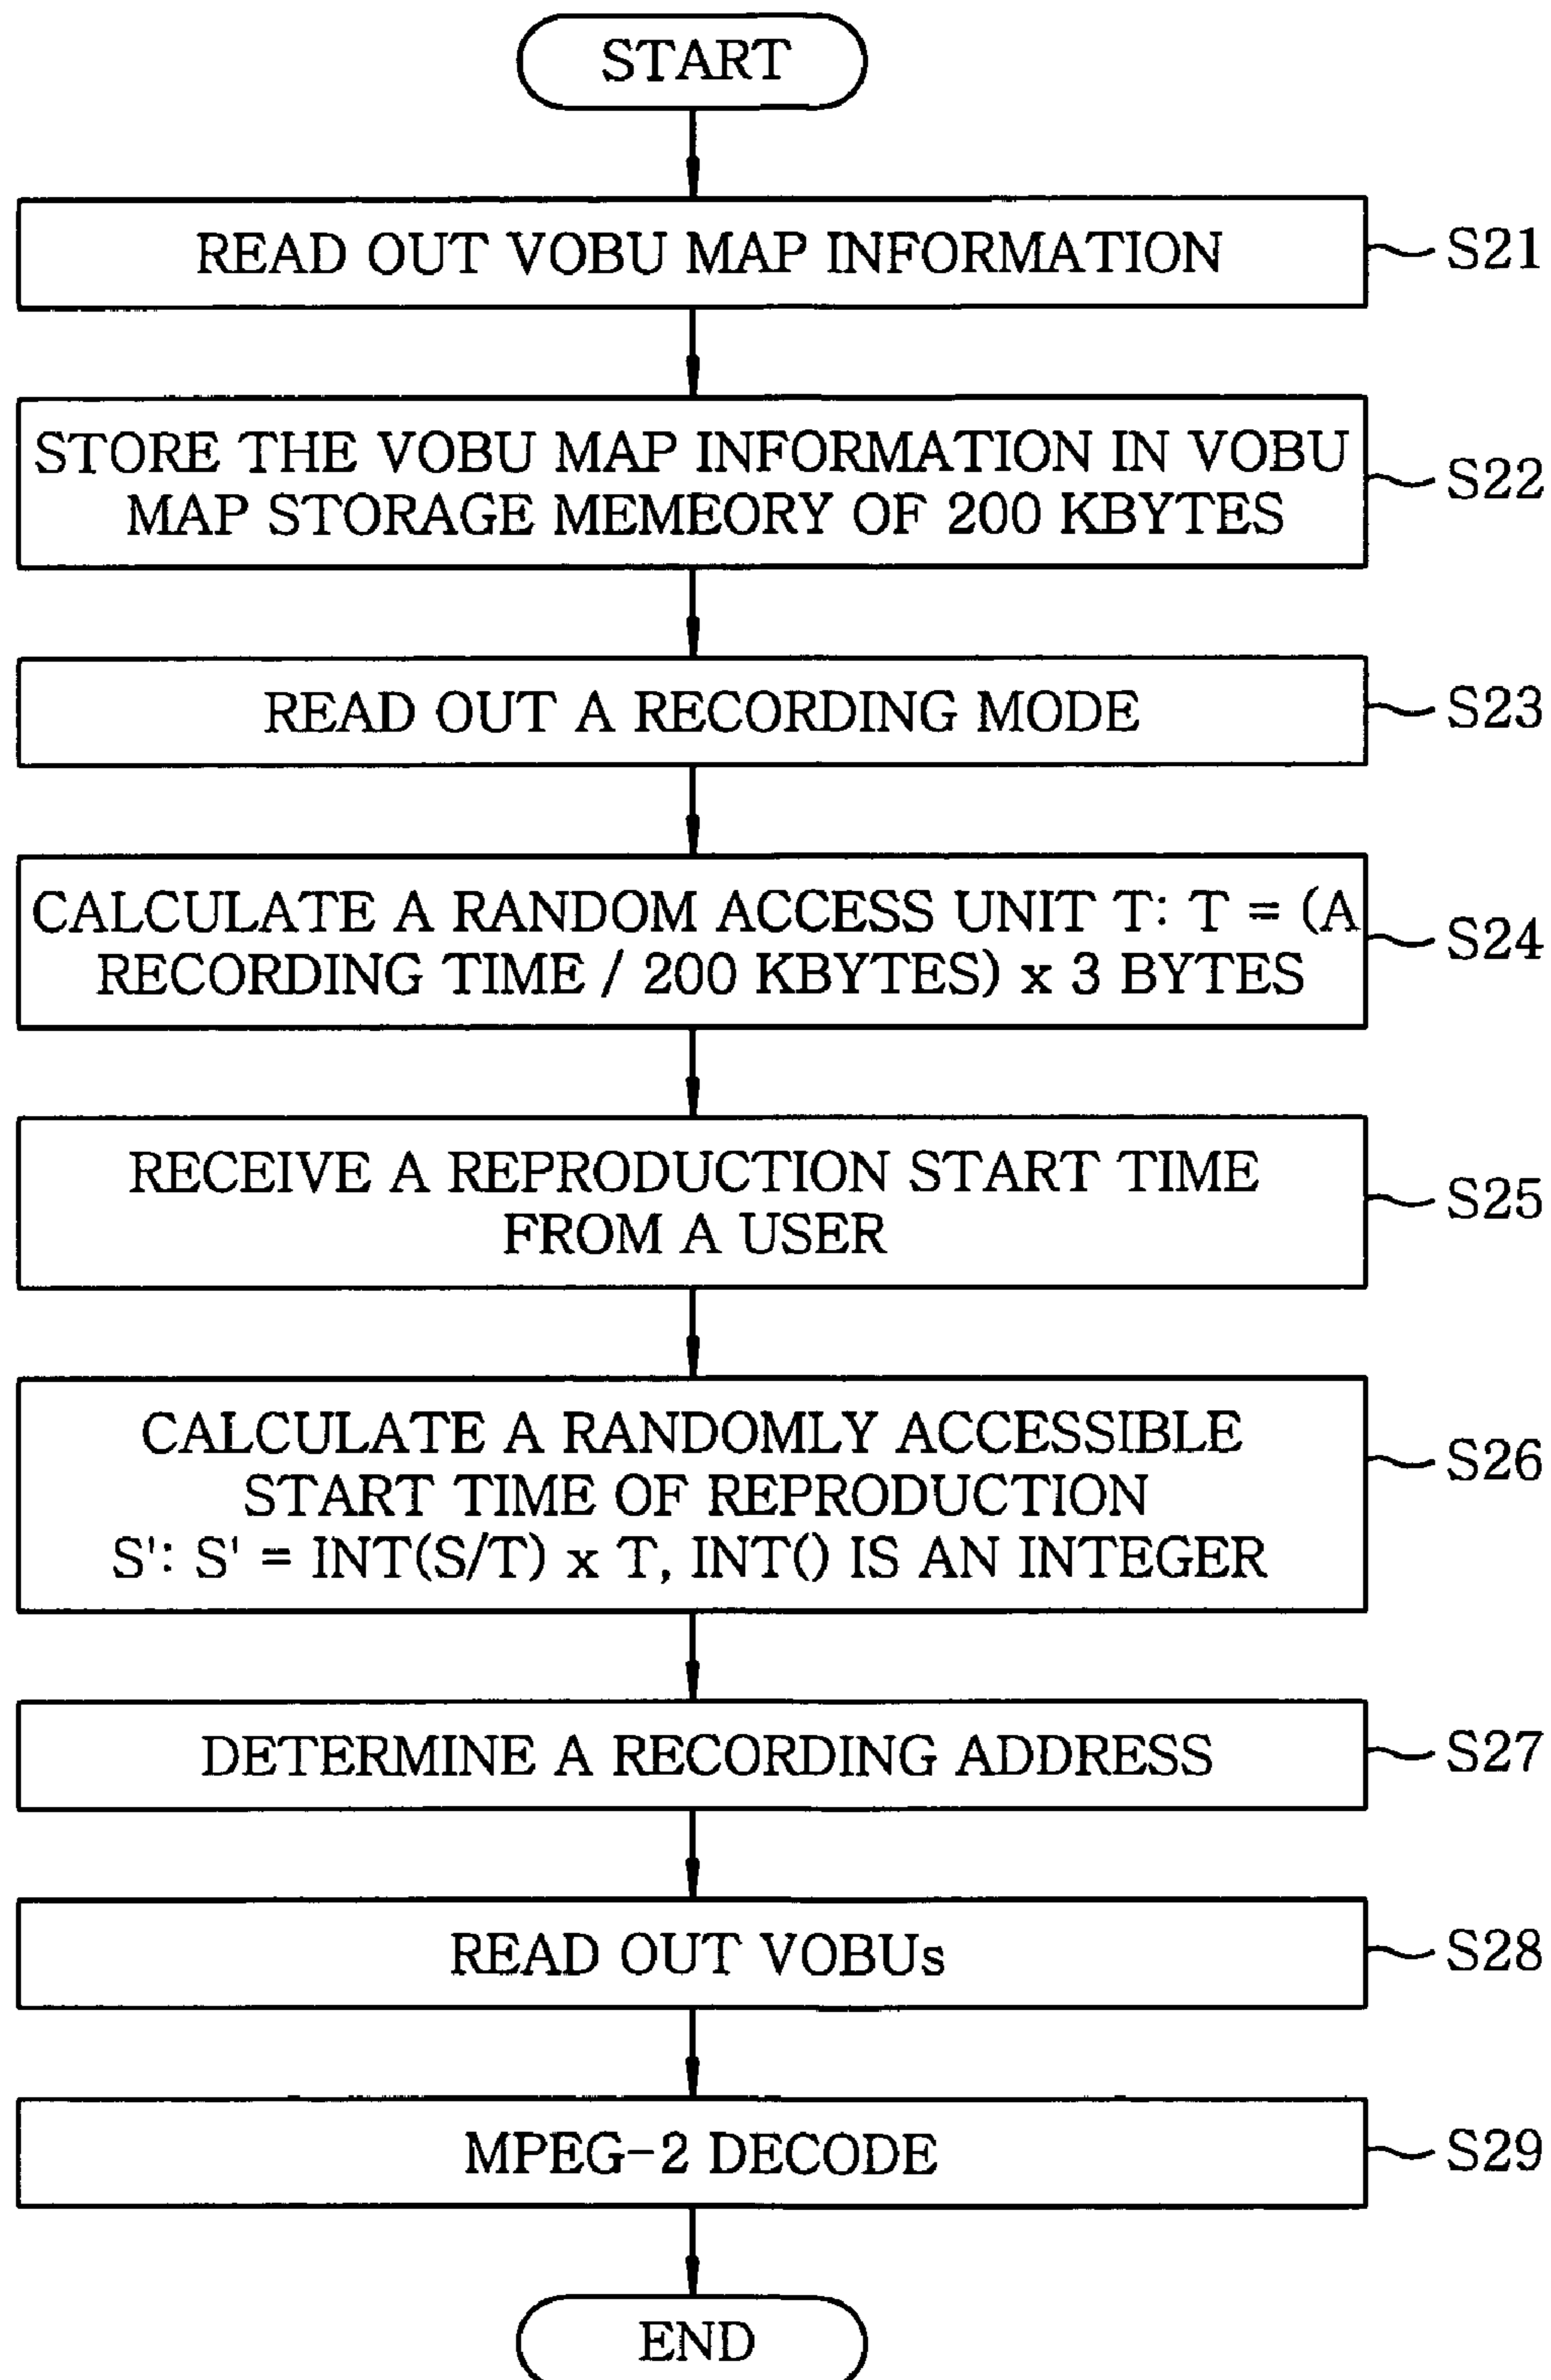 START
READ OUT VOBU MAP INFORMATION
S21
STORE THE VOBU MAP INFORMATION IN VOBU
MAP STORAGE MEMEORY OF 200 KBYTES
S22
READ OUT A RECORDING MODE
S23
CALCULATE A RANDOM ACCESS UNIT T: T = (A
RECORDING TIME / 200 KBYTES) x 3 BYTES
S24
RECEIVE A REPRODUCTION START TIME
FROM A USER
S25
CALCULATE A RANDOMLY ACCESSIBLE
START TIME OF REPRODUCTION
S': S' = INT(S/T) x T, INT() IS AN INTEGER
S26
DETERMINE A RECORDING ADDRESS
S27
READ OUT VOBUs
S28
MPEG-2 DECODE
S29
END